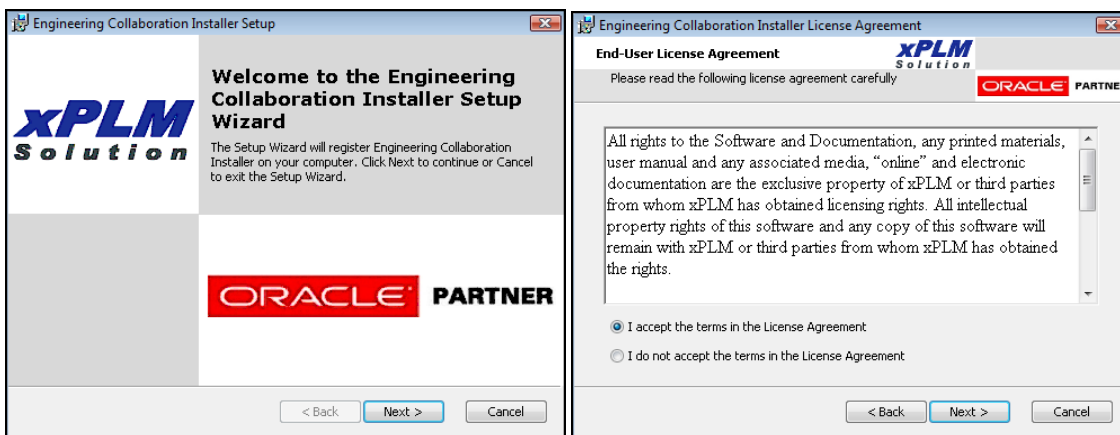 Engineering Collaboration Installer Setup
xPLM
Solution
Welcome to the Engineering
Collaboration Installer Setup
Wizard
The Setup Wizard will register Engineering Collaboration
Installer on your computer. Click Next to continue or Cancel
to exit the Setup Wizard.
ORACLE PARTNER
< Back
Next >
Cancel
Engineering Collaboration Installer License Agreement
End-User License Agreement
xPLM
Solution
Please read the following license agreement carefully
ORACLE PARTNE
All rights to the Software and Documentation, any printed materials,
user manual and any associated media, “online” and electronic
documentation are the exclusive property of xPLM or third parties
from whom xPLM has obtained licensing rights. All intellectual
property rights of this software and any copy of this software will
remain with xPLM or third parties from whom xPLM has obtained
the rights.
I accept the terms in the License Agreement
I do not accept the terms in the License Agreement
< Back
Next >
Cancel